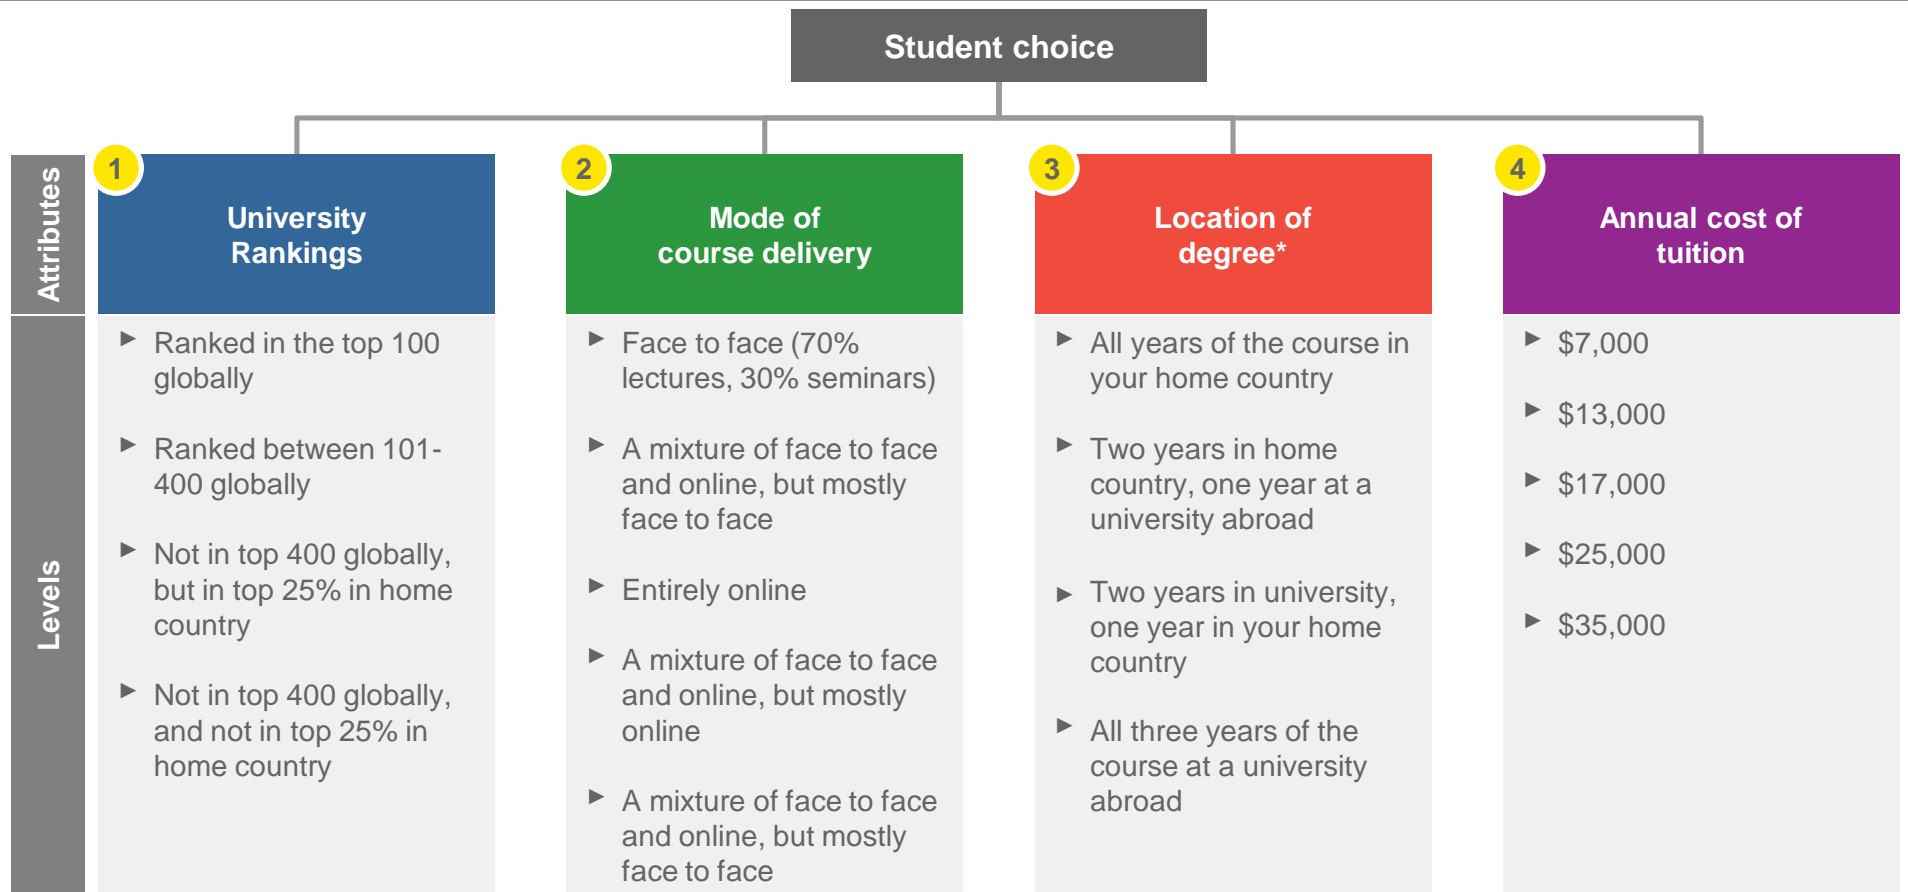 Student choice
Attributes
1
University
Rankings
2
Mode of
course delivery
3
Location of
degree*
4
Annual cost of
tuition
Levels
► Ranked in the top 100
globally
► Ranked between 101-
400 globally
► Not in top 400 globally,
but in top 25% in home
country
► Not in top 400 globally,
and not in top 25% in
home country
► Face to face (70%
lectures, 30% seminars)
► A mixture of face to face
and online, but mostly
face to face
► Entirely online
► A mixture of face to face
and online, but mostly
online
► A mixture of face to face
and online, but mostly
face to face
► All years of the course in
your home country
► Two years in home
country, one year at a
university abroad
► Two years in university,
one year in your home
country
► All three years of the
course at a university
abroad
► $7,000
► $13,000
► $17,000
► $25,000
► $35,000